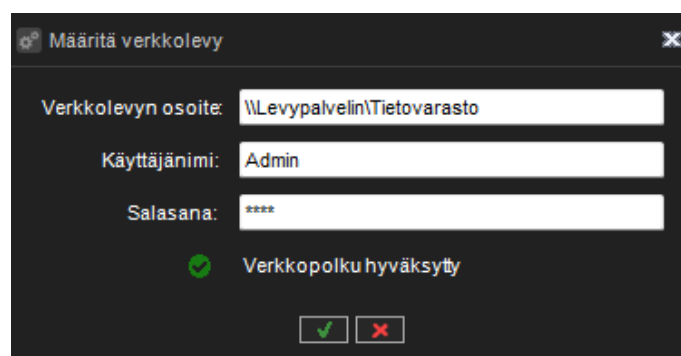 Määritä verkkolevy
Verkkolevyn osoite: \\Levypalvelin\Tietovarasto
Käyttäjänimi: Admin
Salasana: ****
Verkkopolku hyväksytty